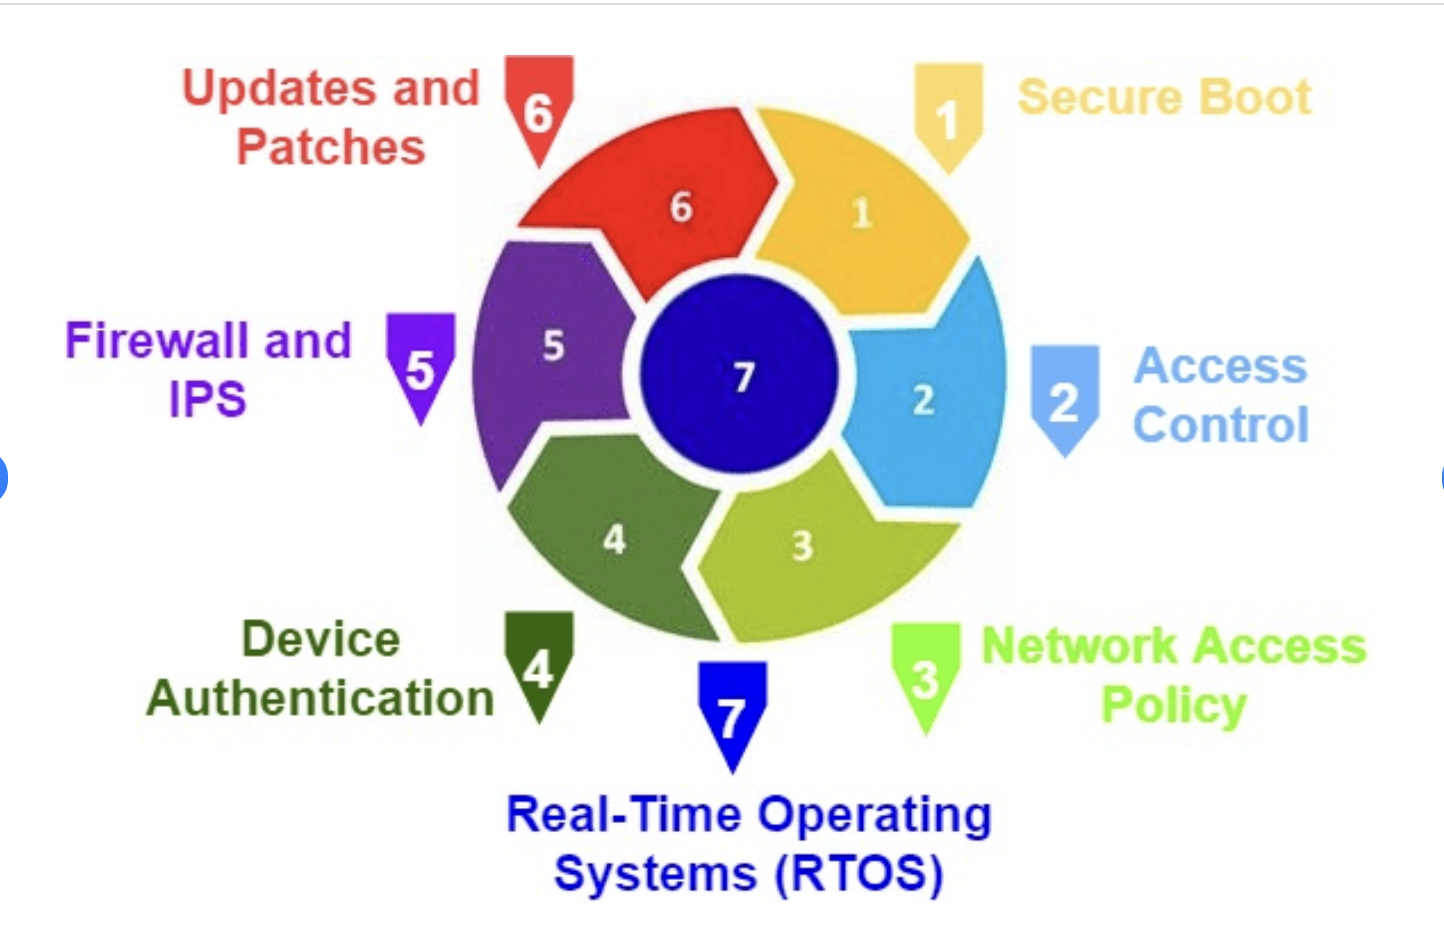 Updates and
Patches
6
1
Secure Boot
6
1
Firewall and
IPS
5
5
7
2
2
Access
Control
4
3
Device
Authentication
4
7
3
Network Access
Policy
Real-Time Operating
Systems (RTOS)